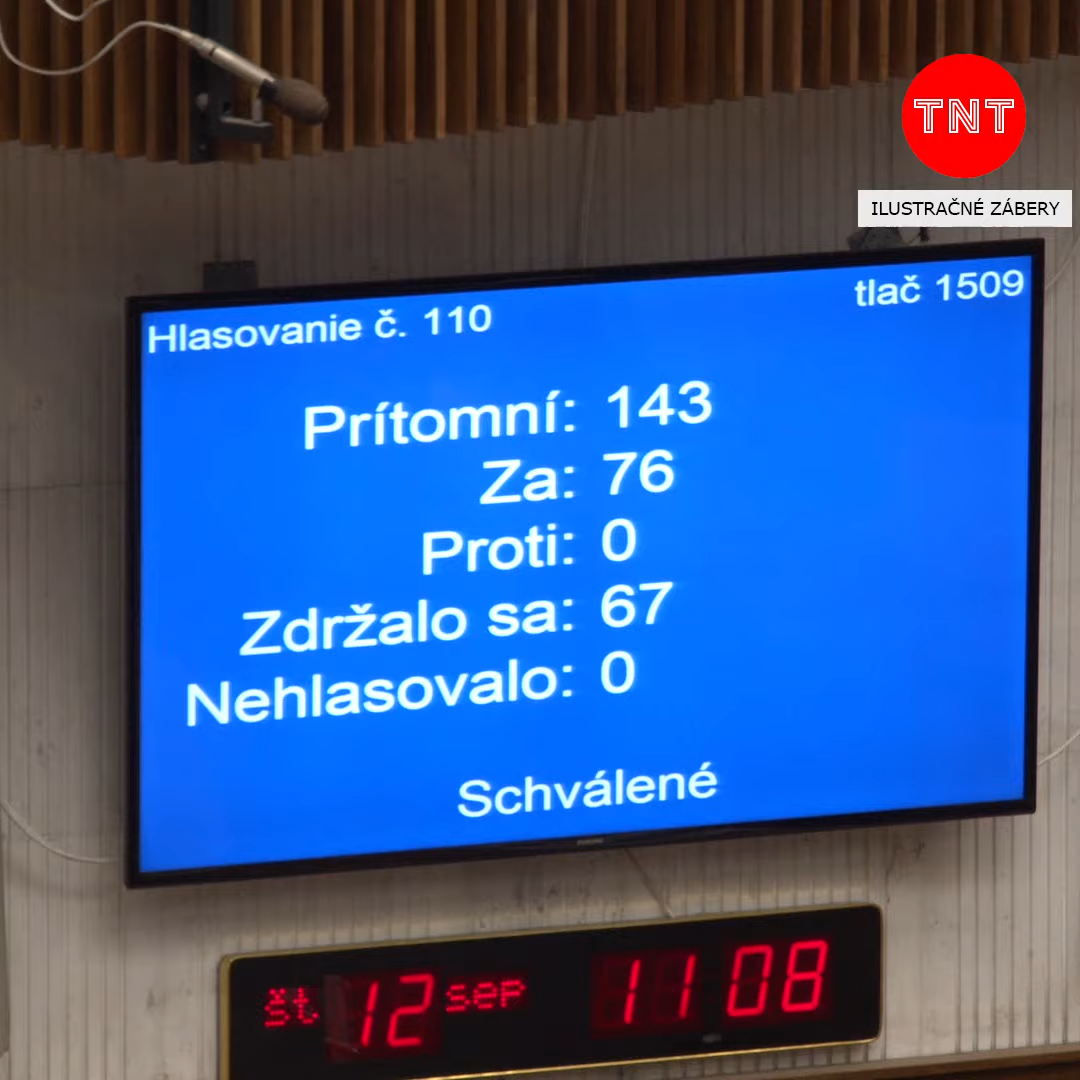 TNT
ILUSTRAČNÉ ZÁBERY
Hlasovanie č. 110
tlač 1509
Prítomní: 143
Za: 76
Proti: 0
Zdržalo sa: 67
Nehlasovalo: 0
Schválené
št 12 sep 11 08